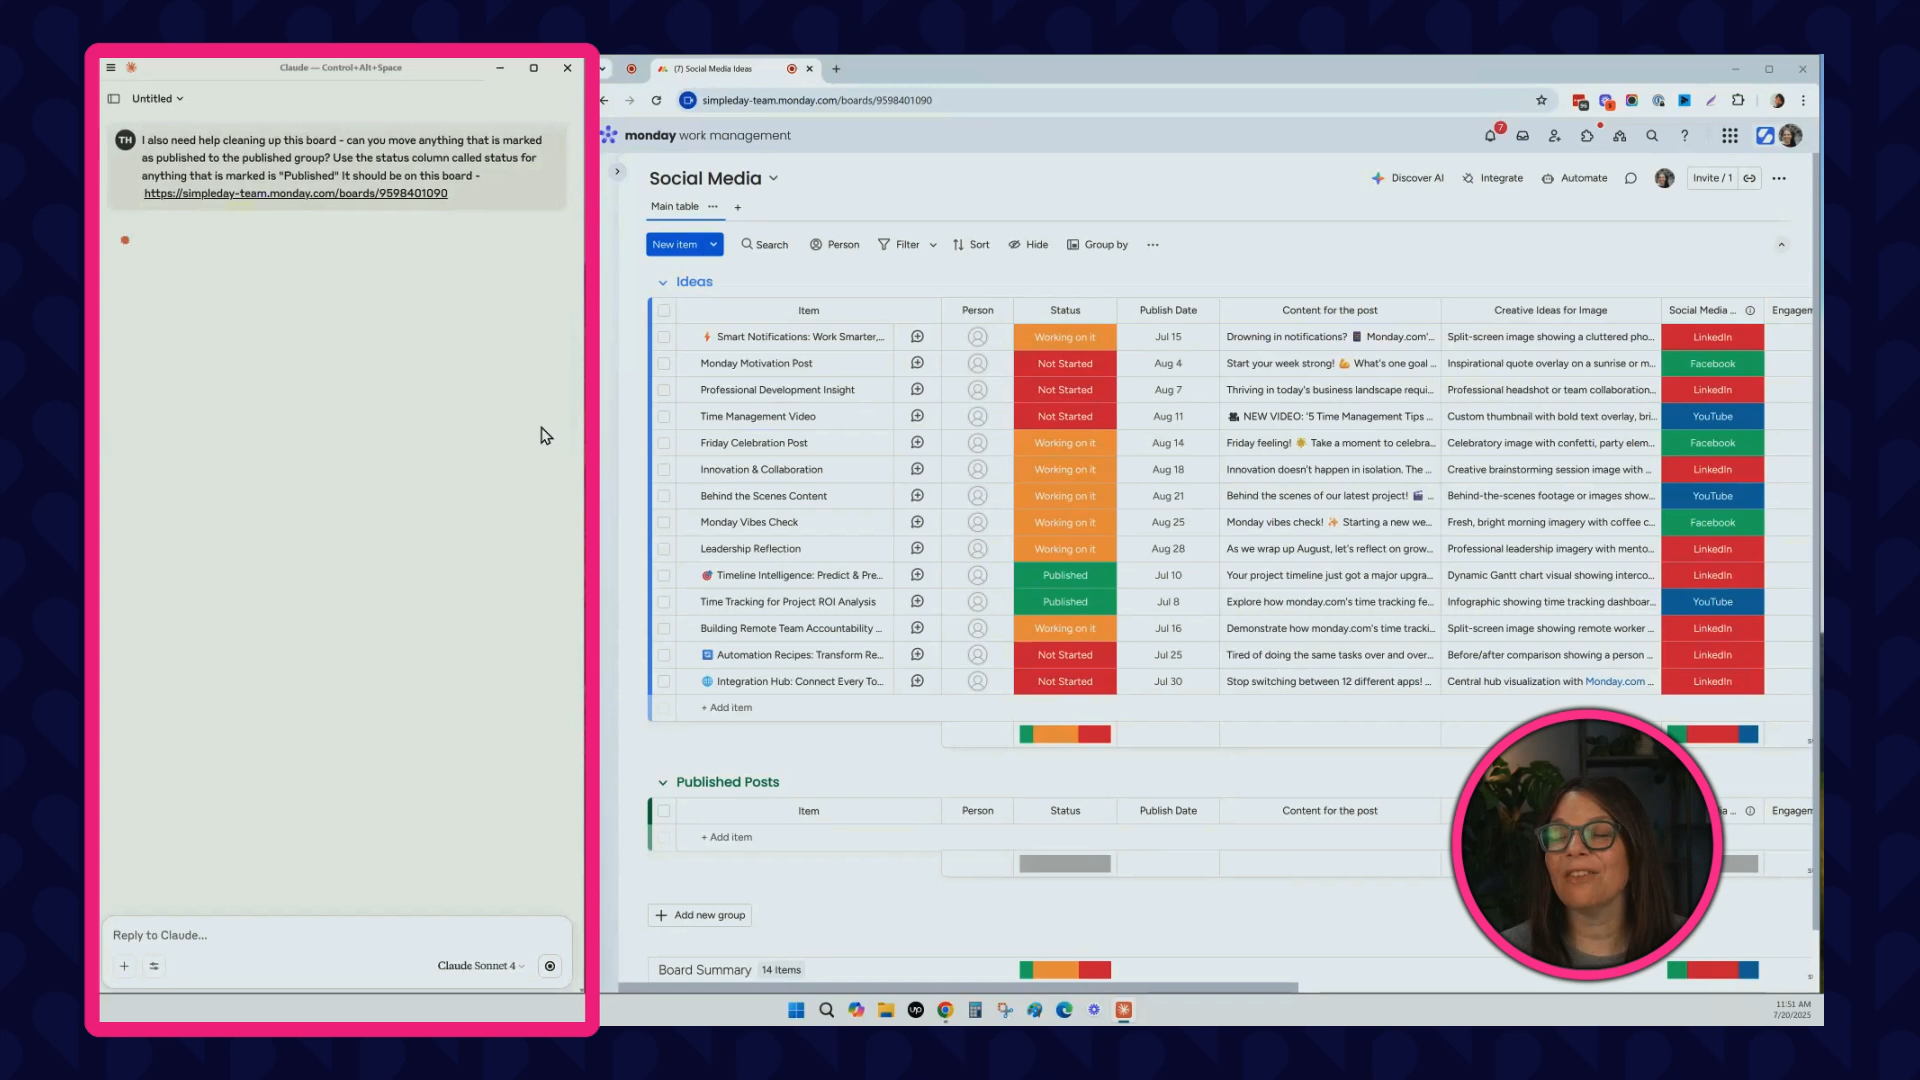 Claude — Control+Alt+Space
Untitled
TH
I also need help cleaning up this board - can you move anything that is marked
as published to the published group? Use the status column called status for
anything that is marked is "Published" It should be on this board -
https://simpleday-team.monday.com/boards/9598401090
Reply to Claude...
Claude Sonnet 4
(7) Social Media Ideas
simpleday-team.monday.com/boards/9598401090
monday work management
7
Social Media
Discover AI
Integrate
Automate
Invite / 1
Main table
New item
Search
Person
Filter
Sort
Hide
Group by
Ideas
Item Person Status Publish Date Content for the post Creative Ideas for Image Social Media ... Engagem
Smart Notifications: Work Smarter,... Working on it Jul 15 Drowning in notifications? Monday.com'... Split-screen image showing a cluttered pho... LinkedIn
Monday Motivation Post Not Started Aug 4 Start your week strong! 💪 What's one goal ... Inspirational quote overlay on a sunrise or m... Facebook
Professional Development Insight Not Started Aug 7 Thriving in today's business landscape requi... Professional headshot or team collaboration... LinkedIn
Time Management Video Not Started Aug 11 🎥 NEW VIDEO: '5 Time Management Tips ... Custom thumbnail with bold text overlay, bri... YouTube
Friday Celebration Post Working on it Aug 14 Friday feeling! 🌟 Take a moment to celebra... Celebratory image with confetti, party elem... Facebook
Innovation & Collaboration Working on it Aug 18 Innovation doesn't happen in isolation. The ... Creative brainstorming session image with ... LinkedIn
Behind the Scenes Content Working on it Aug 21 Behind the scenes of our latest project! 🎬 ... Behind-the-scenes footage or images show... YouTube
Monday Vibes Check Working on it Aug 25 Monday vibes check! ✨ Starting a new we... Fresh, bright morning imagery with coffee c... Facebook
Leadership Reflection Working on it Aug 28 As we wrap up August, let's reflect on grow... Professional leadership imagery with mento... LinkedIn
🎯 Timeline Intelligence: Predict & Pre... Published Jul 10 Your project timeline just got a major upgra... Dynamic Gantt chart visual showing interco... LinkedIn
Time Tracking for Project ROI Analysis Published Jul 8 Explore how monday.com's time tracking fe... Infographic showing time tracking dashboar... YouTube
Building Remote Team Accountability ... Working on it Jul 16 Demonstrate how monday.com's time tracki... Split-screen image showing remote worker ... LinkedIn
Automation Recipes: Transform Re... Not Started Jul 25 Tired of doing the same tasks over and over... Before/after comparison showing a person ... LinkedIn
🌐 Integration Hub: Connect Every To... Not Started Jul 30 Stop switching between 12 different apps! ... Central hub visualization with Monday.com ... LinkedIn
+ Add item
Published Posts
Item Person Status Publish Date Content for the post Engagem
+ Add item
+ Add new group
Board Summary 14 Items
11:51 AM
7/20/2025